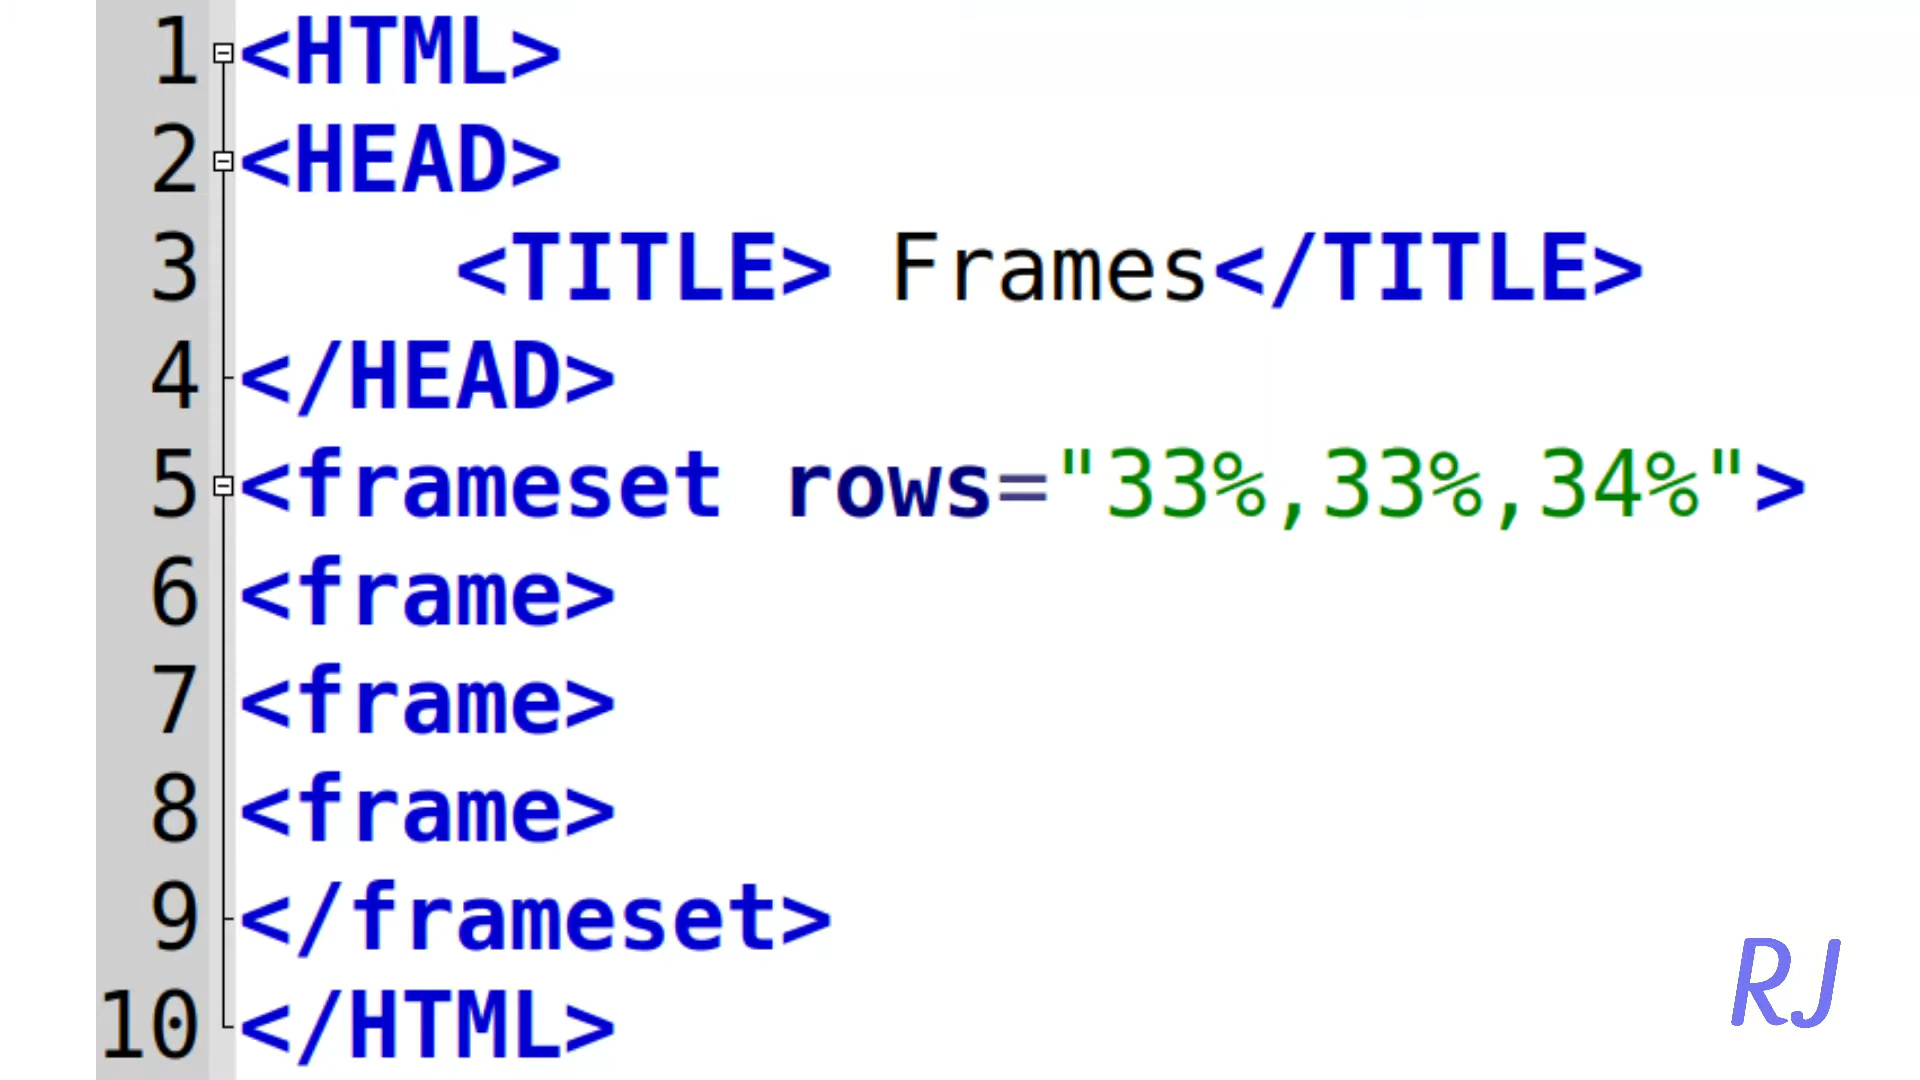 1 <HTML>
2 <HEAD>
3 <TITLE> Frames</TITLE>
4 </HEAD>
5 <frameset rows="33%,33%,34%">
6 <frame>
7 <frame>
8 <frame>
9 </frameset>
10 </HTML>
RJ